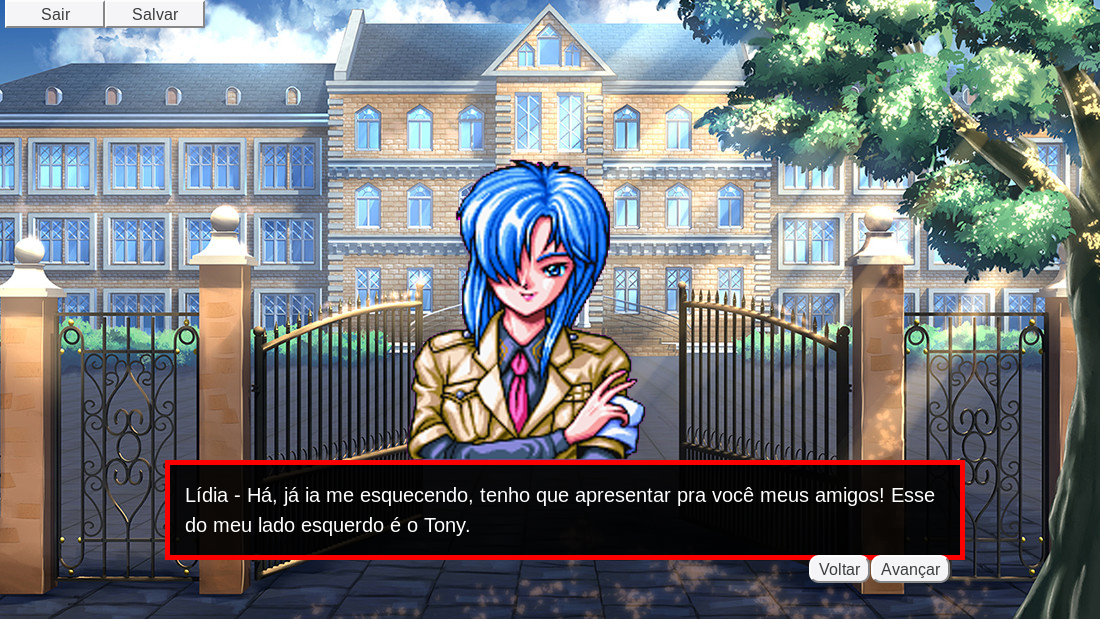 Sair
Salvar
Lídia - Há, já ia me esquecendo, tenho que apresentar pra você meus amigos! Esse
do meu lado esquerdo é o Tony.
Voltar
Avançar